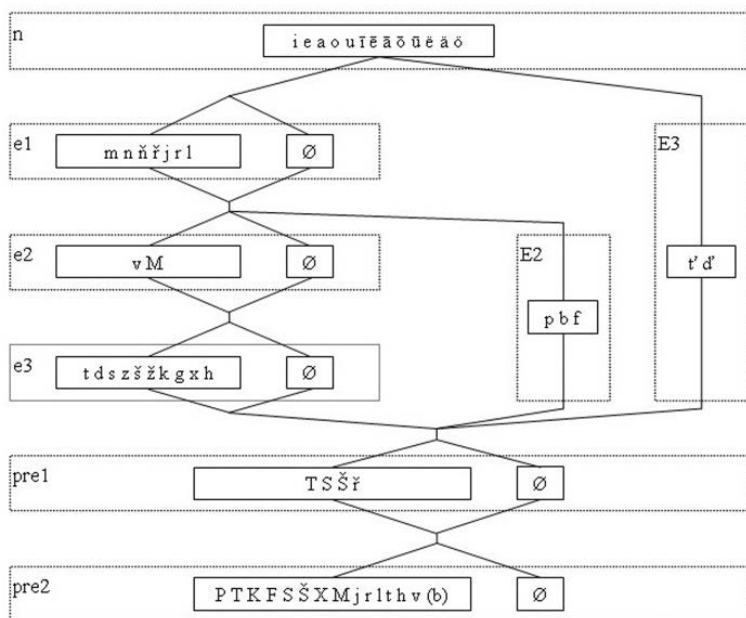 n
i e a o u ī ē ā ō ū ë ä ö
e1
m n ň ř j r l
Ø
E3
e2
v M
Ø
E2
ť ď
p b f
e3
t d s z š ž k g x h
Ø
pre1
T S Š ř
Ø
pre2
P T K F S Š X M j r l t h v (b)
Ø